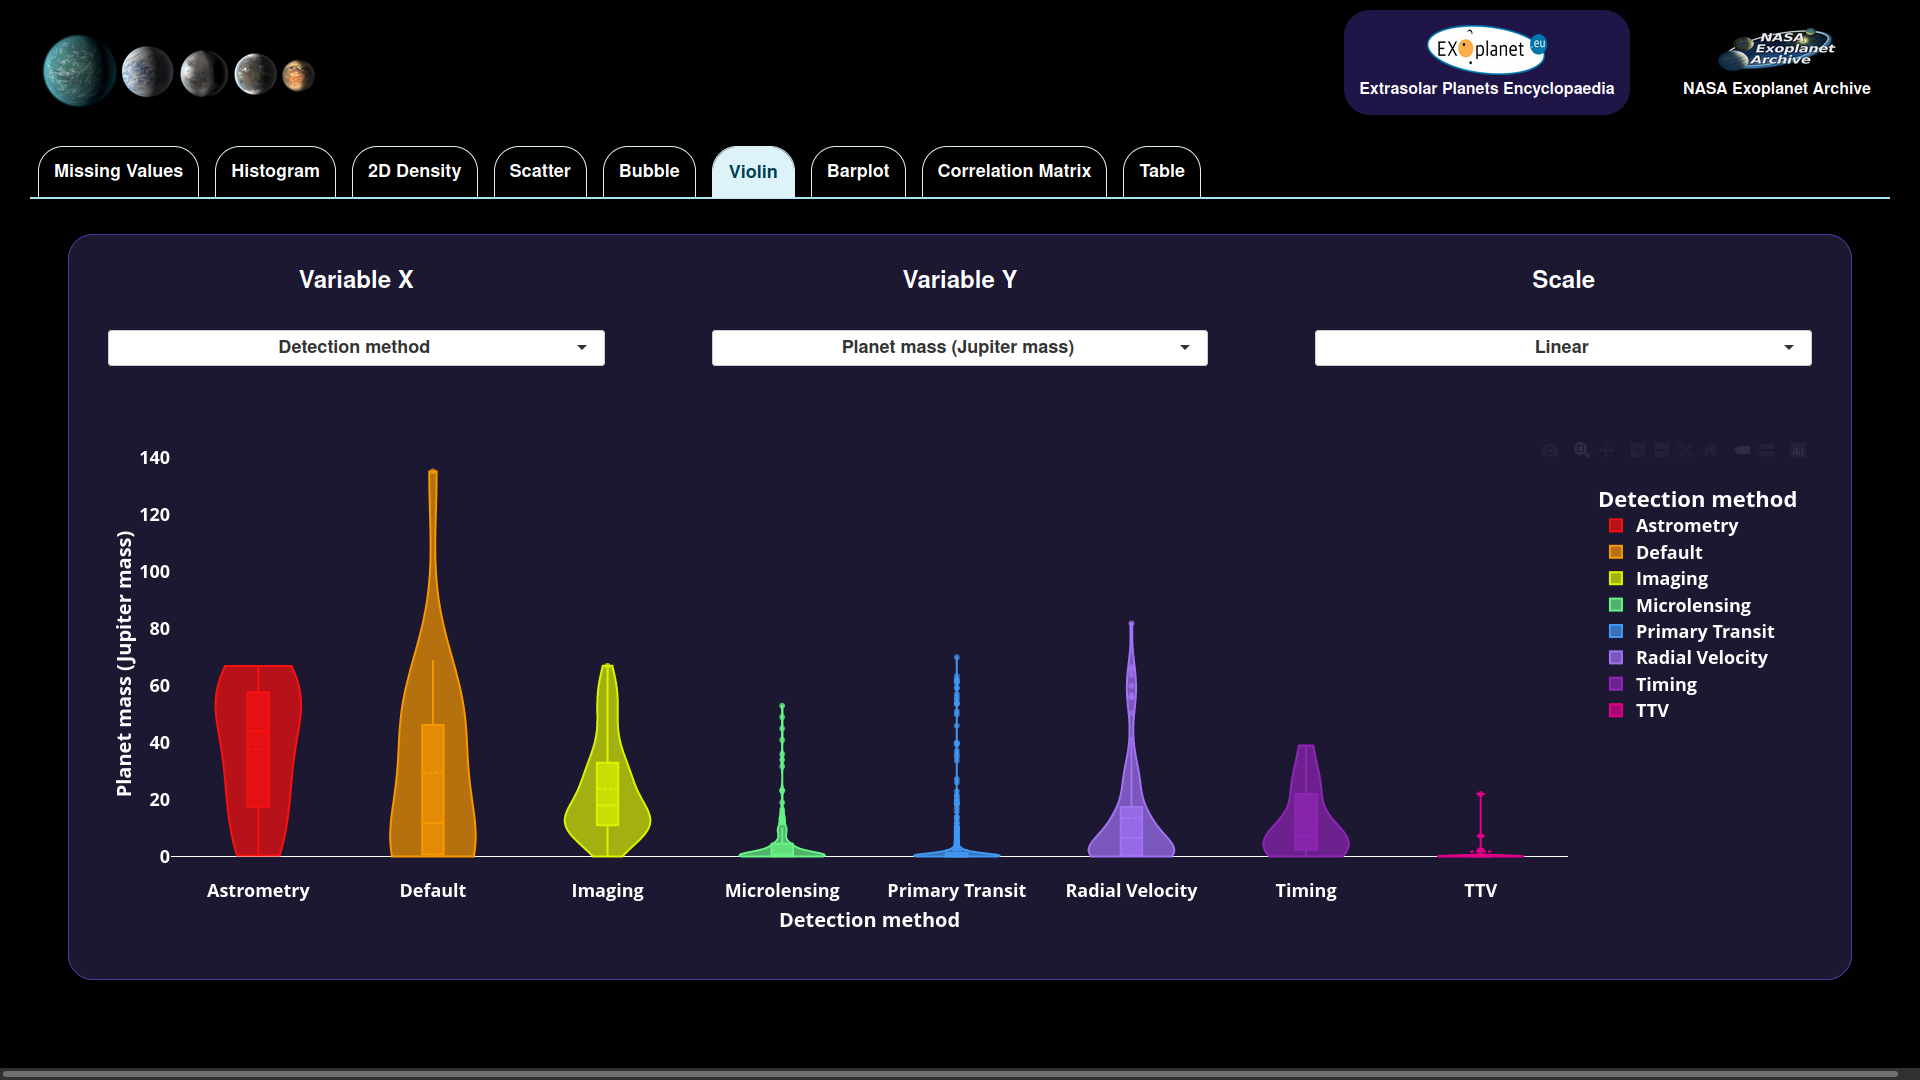 EXoplanet.eu
Extrasolar Planets Encyclopaedia
NASA
Exoplanet
Archive
NASA Exoplanet Archive
Missing Values
Histogram
2D Density
Scatter
Bubble
Violin
Barplot
Correlation Matrix
Table
Variable X
Variable Y
Scale
Detection method
Planet mass (Jupiter mass)
Linear
140
120
100
80
60
40
20
0
Planet mass (Jupiter mass)
Astrometry
Default
Imaging
Microlensing
Primary Transit
Radial Velocity
Timing
TTV
Detection method
Detection method
Astrometry
Default
Imaging
Microlensing
Primary Transit
Radial Velocity
Timing
TTV